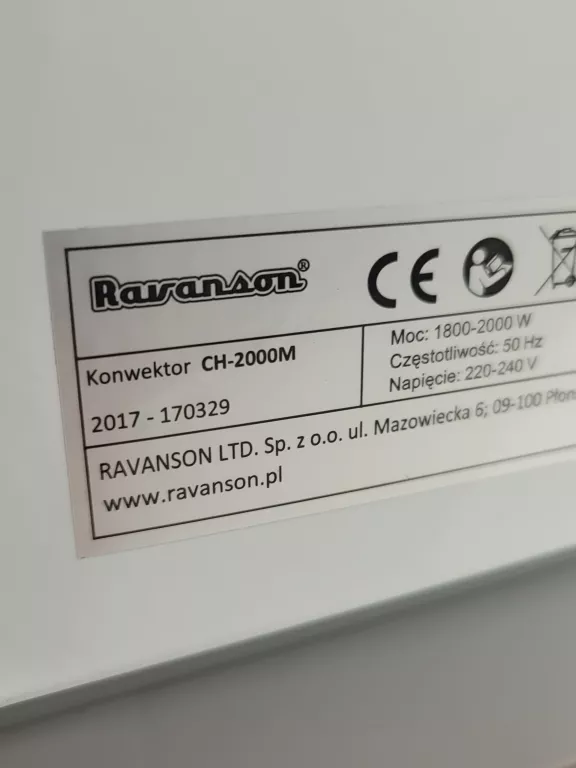 Ravanson®
CE
Konwektor CH-2000M
2017 - 170329
Moc: 1800-2000 W
Częstotliwość: 50 Hz
Napięcie: 220-240 V
RAVANSON LTD. Sp. z o.o. ul. Mazowiecka 6; 09-100
www.ravanson.pl